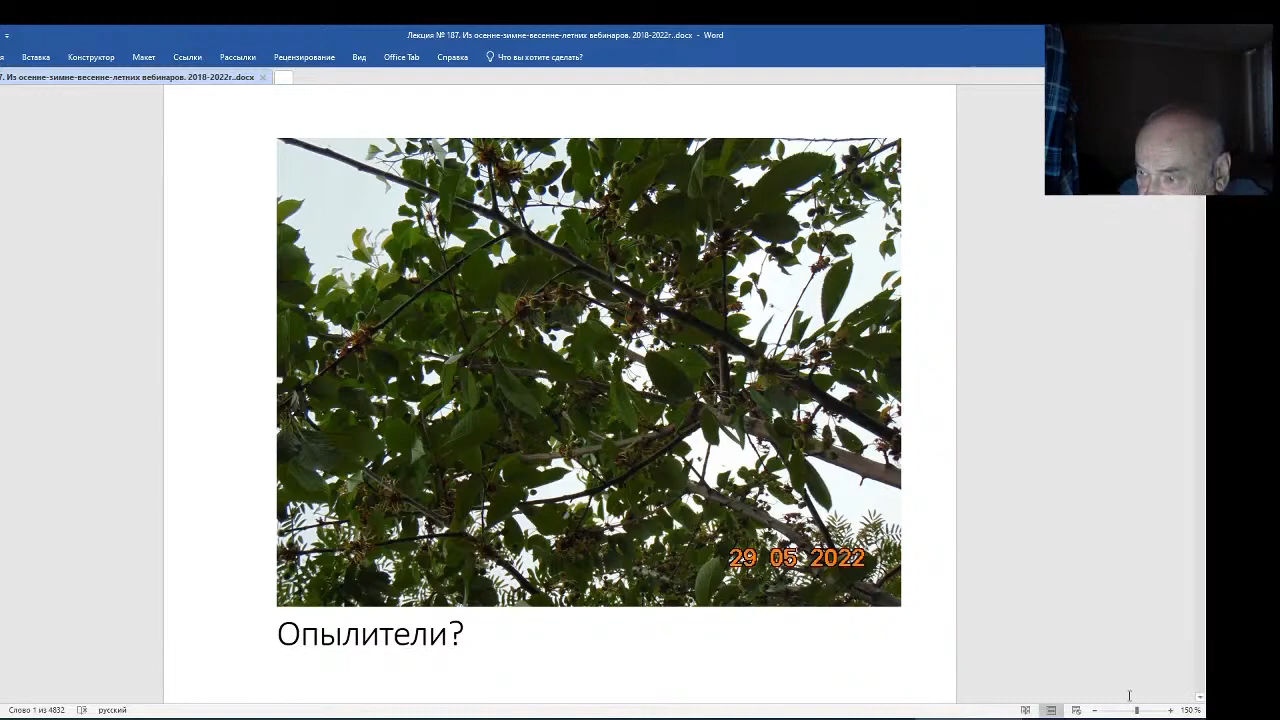 Лекция № 187. Из осенне-зимне-весенне-летних вебинаров. 2018-2022г..docx - Word
Вставка Конструктор Макет Ссылки Рассылки Рецензирование Вид Office Tab Справка Что вы хотите сделать?
7. Из осенне-зимне-весенне-летних вебинаров. 2018-2022г..docx
29 05 2022
Опылители?
Слово 1 из 4832 русский 150 %